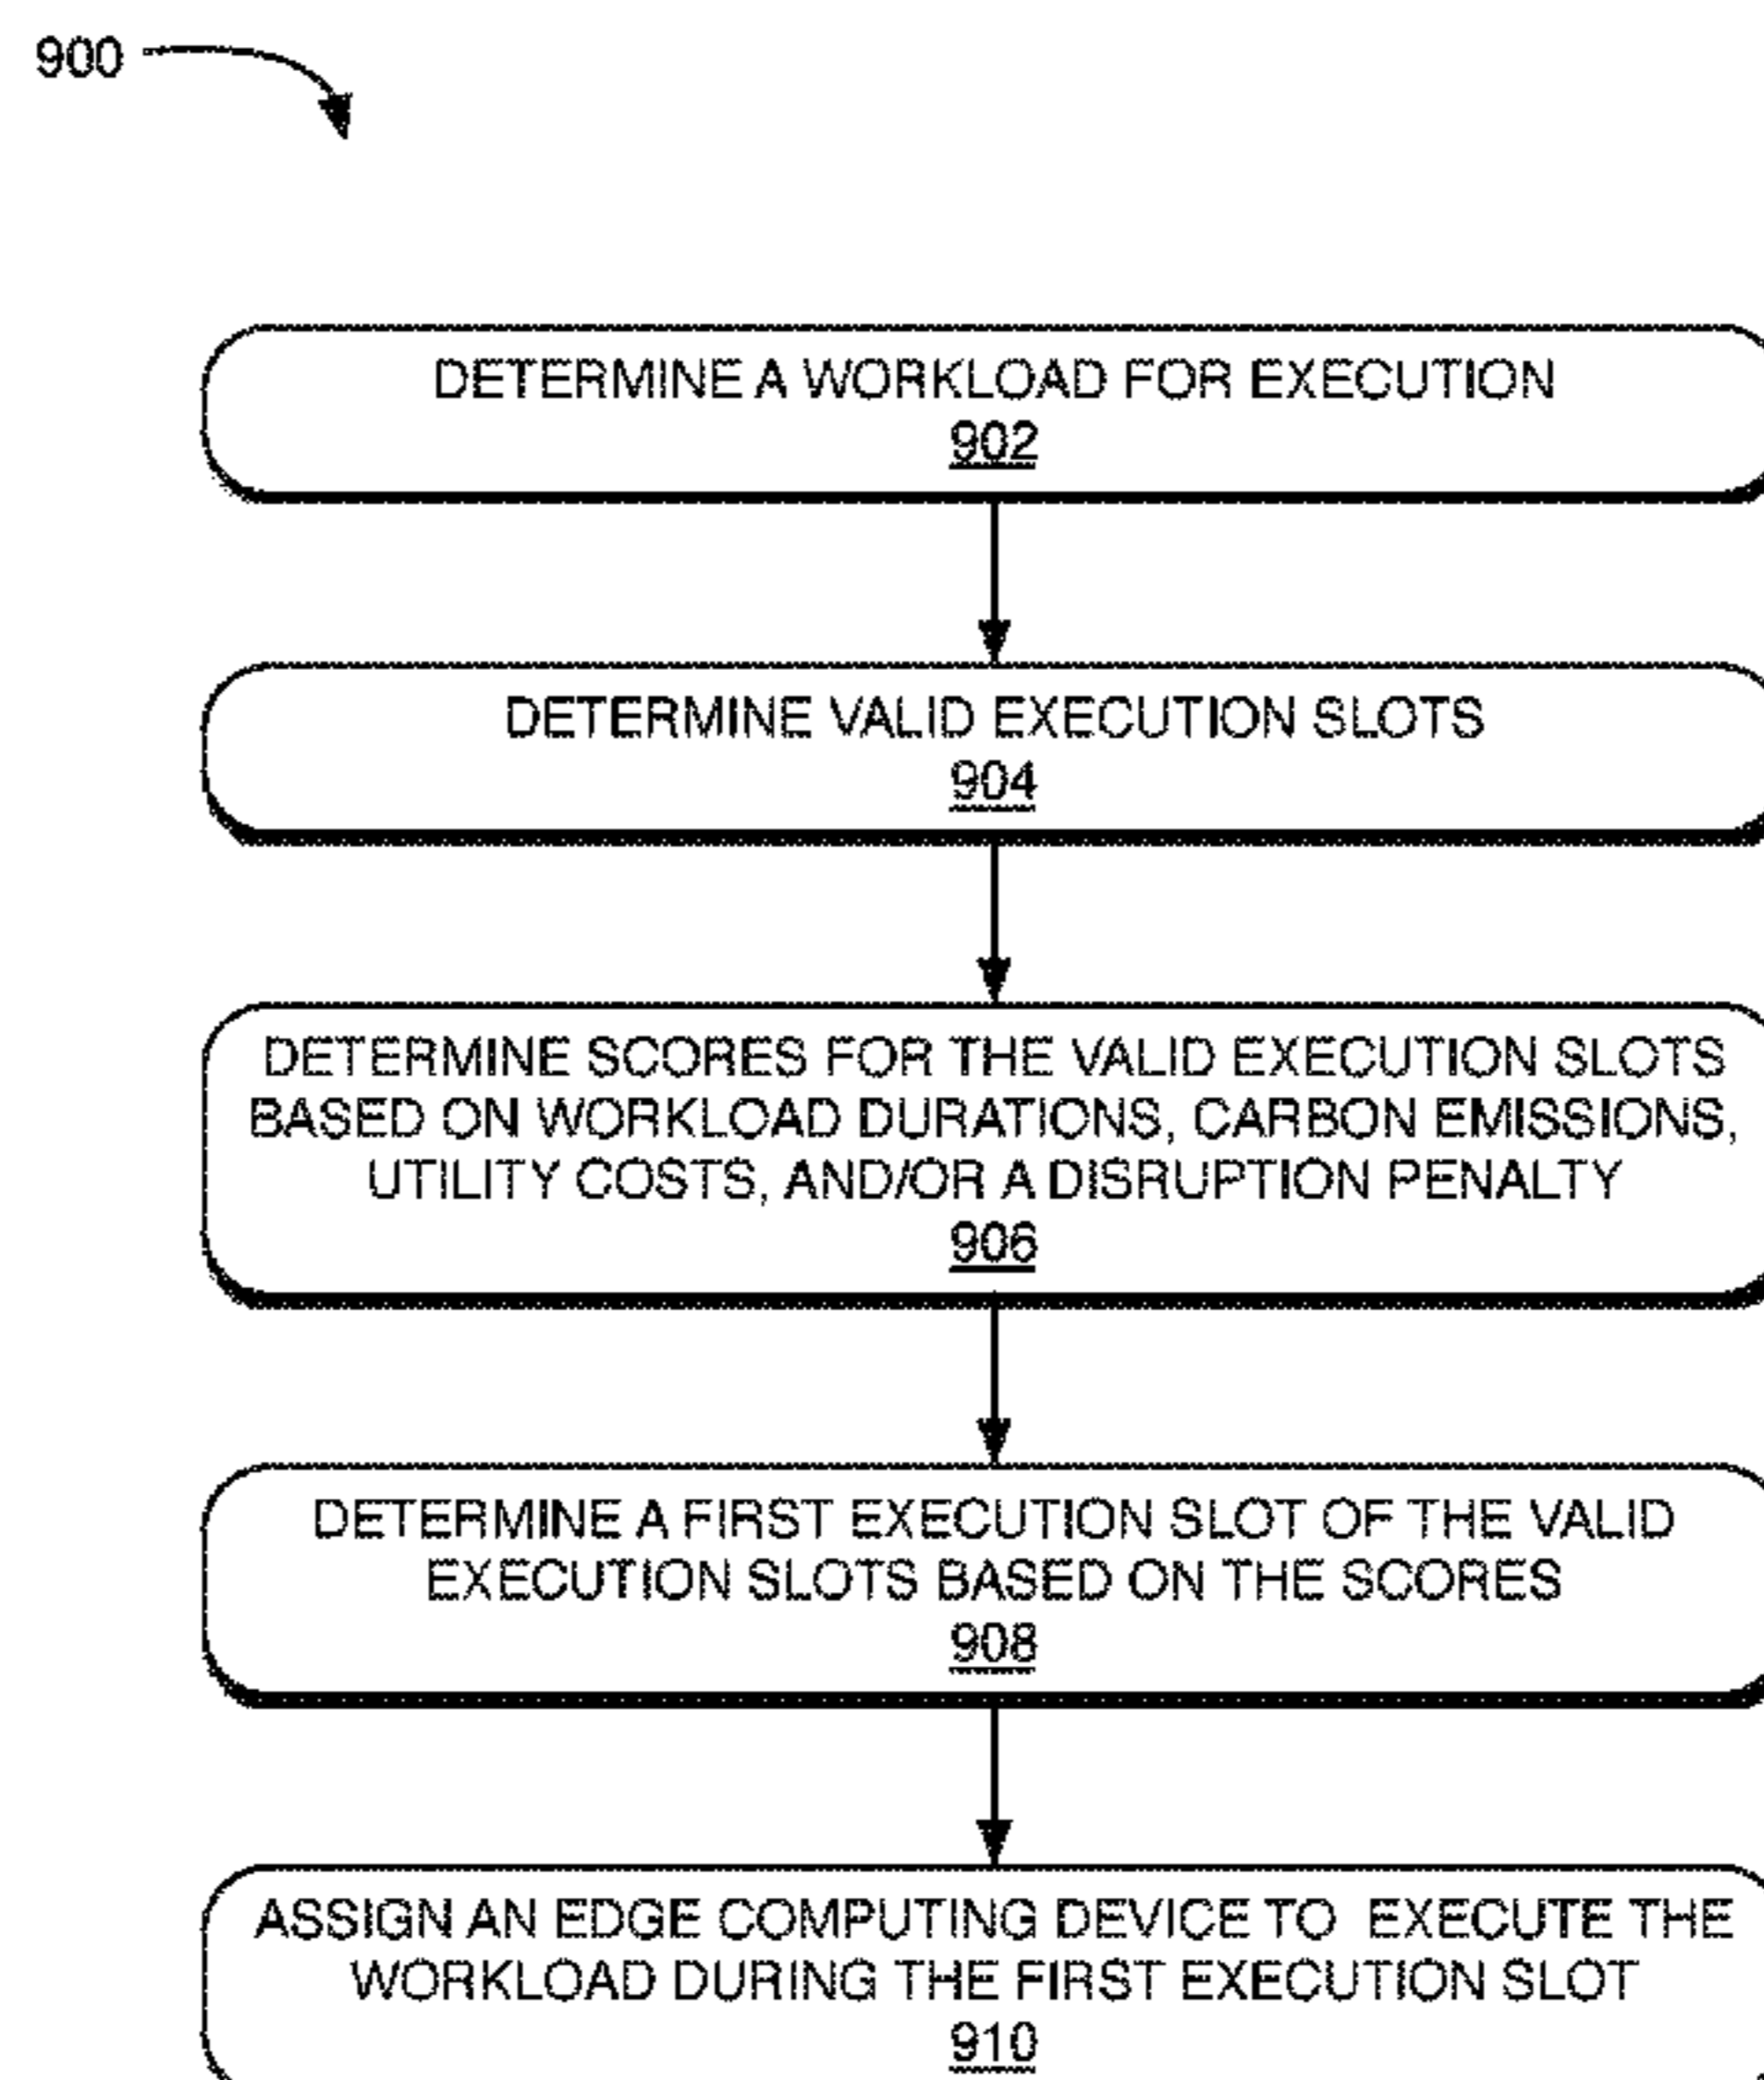 900
DETERMINE A WORKLOAD FOR EXECUTION
902
DETERMINE VALID EXECUTION SLOTS
904
DETERMINE SCORES FOR THE VALID EXECUTION SLOTS
BASED ON WORKLOAD DURATIONS, CARBON EMISSIONS,
UTILITY COSTS, AND/OR A DISRUPTION PENALTY
906
DETERMINE A FIRST EXECUTION SLOT OF THE VALID
EXECUTION SLOTS BASED ON THE SCORES
908
ASSIGN AN EDGE COMPUTING DEVICE TO EXECUTE THE
WORKLOAD DURING THE FIRST EXECUTION SLOT
910